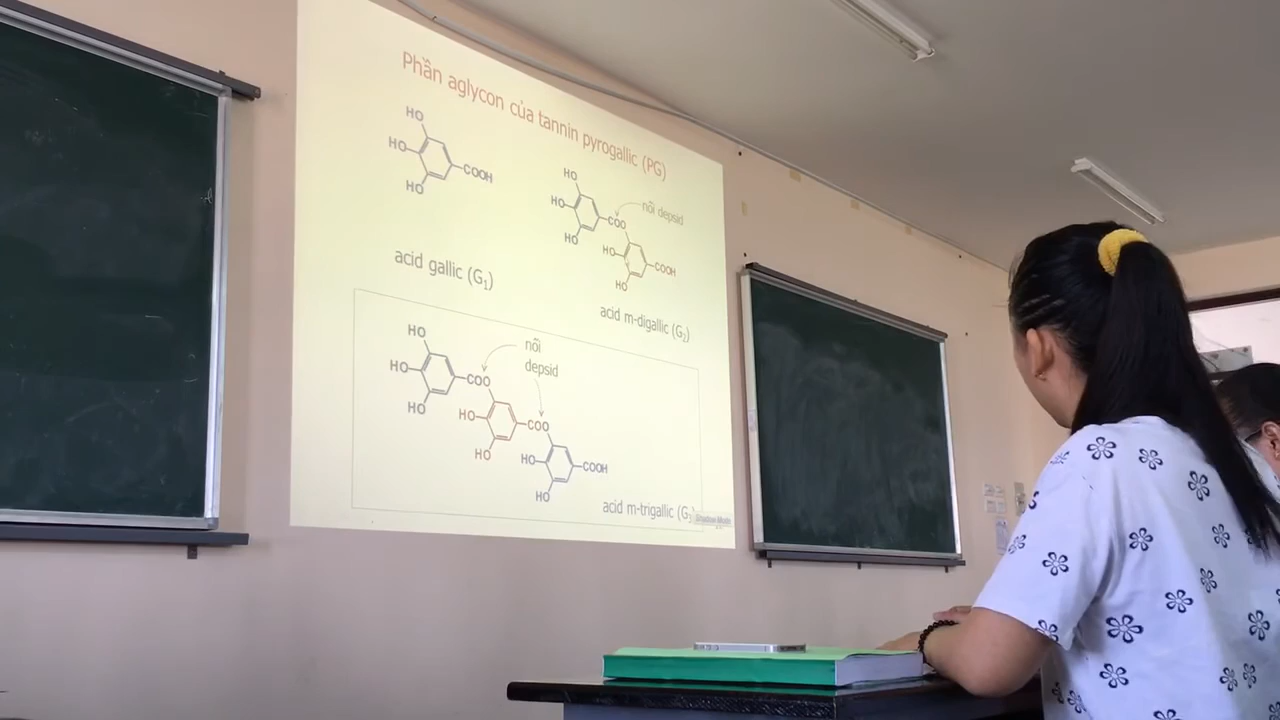 Phần aglycon của tannin pyrogallic (PG)
HO
HO
HO
COOH
acid gallic (G₁)
HO
HO
HO
COO
nối depsid
HO
HO
COOH
acid m-digallic (G₂)
HO
HO
HO
COO
nối
depsid
HO
HO
COO
HO
HO
COOH
acid m-trigallic (G₃